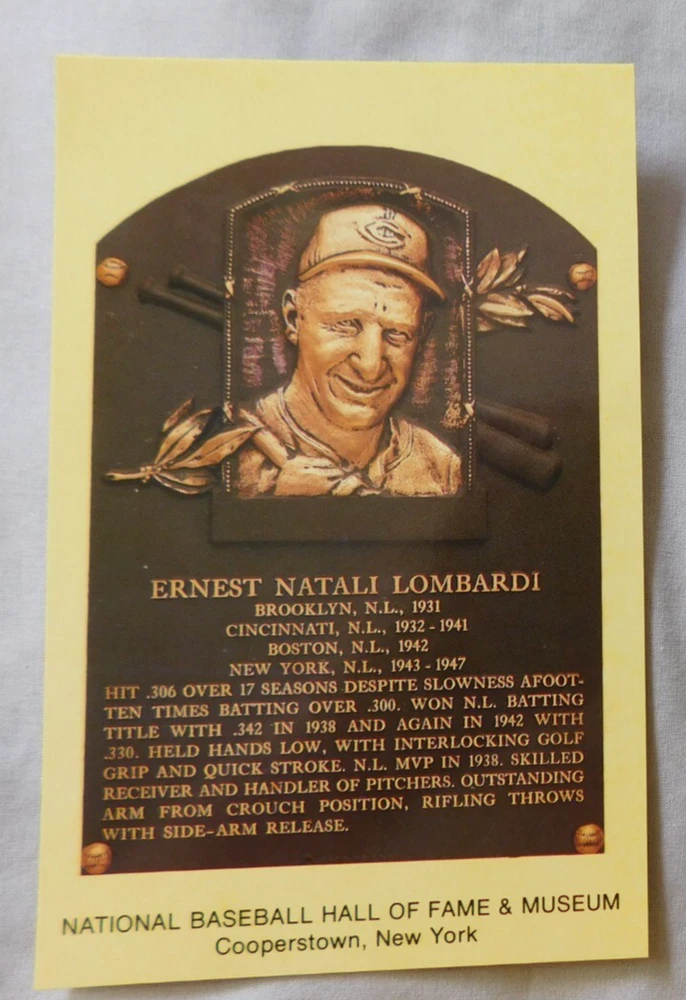 C
ERNEST NATALI LOMBARDI
BROOKLYN, N.L., 1931
CINCINNATI, N.L., 1932 - 1941
BOSTON, N.L., 1942
NEW YORK, N.L., 1943 - 1947
HIT .306 OVER 17 SEASONS DESPITE SLOWNESS AFOOT-
TEN TIMES BATTING OVER .300. WON N.L. BATTING
TITLE WITH .342 IN 1938 AND AGAIN IN 1942 WITH
.330. HELD HANDS LOW, WITH INTERLOCKING GOLF
GRIP AND QUICK STROKE. N.L. MVP IN 1938. SKILLED
RECEIVER AND HANDLER OF PITCHERS. OUTSTANDING
ARM FROM CROUCH POSITION, RIFLING THROWS
WITH SIDE-ARM RELEASE.
NATIONAL BASEBALL HALL OF FAME & MUSEUM
Cooperstown, New York